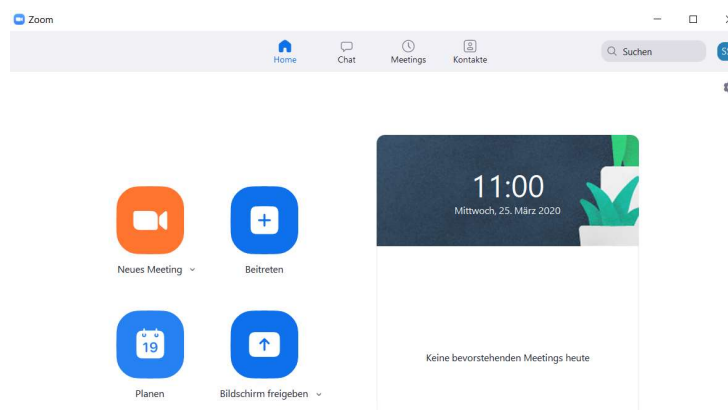 Zoom
Home
Chat
Meetings
Kontakte
Suchen
11:00
Mittwoch, 25. März 2020
Neues Meeting
Beitreten
19
Planen
Bildschirm freigeben
Keine bevorstehenden Meetings heute